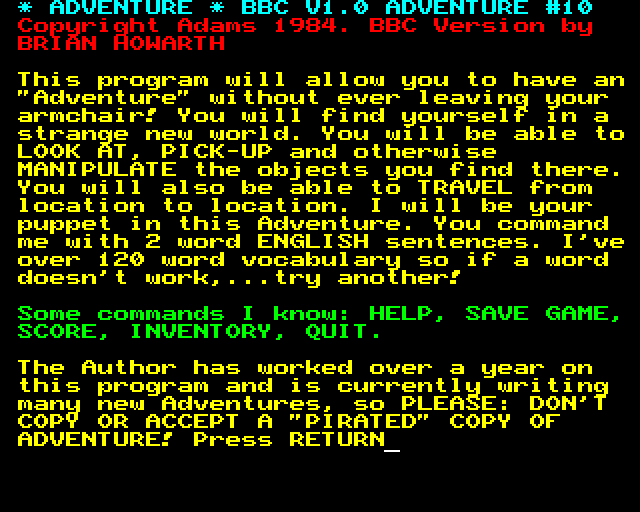 * ADVENTURE * BBC V1.0 ADVENTURE #10
Copyright Adams 1984. BBC Version by
BRIAN HOWARTH
This program will allow you to have an
"Adventure" without ever leaving your
armchair! You will find yourself in a
strange new world. You will be able to
LOOK AT, PICK-UP and otherwise
MANIPULATE the objects you find there.
You will also be able to TRAVEL from
location to location. I will be your
puppet in this Adventure. You command
me with 2 word ENGLISH sentences. I've
over 120 word vocabulary so if a word
doesn't work,...try another!
Some commands I know: HELP, SAVE GAME,
SCORE, INVENTORY, QUIT.
The Author has worked over a year on
this program and is currently writing
many new Adventures, so PLEASE: DON'T
COPY OR ACCEPT A "PIRATED" COPY OF
ADVENTURE! Press RETURN_